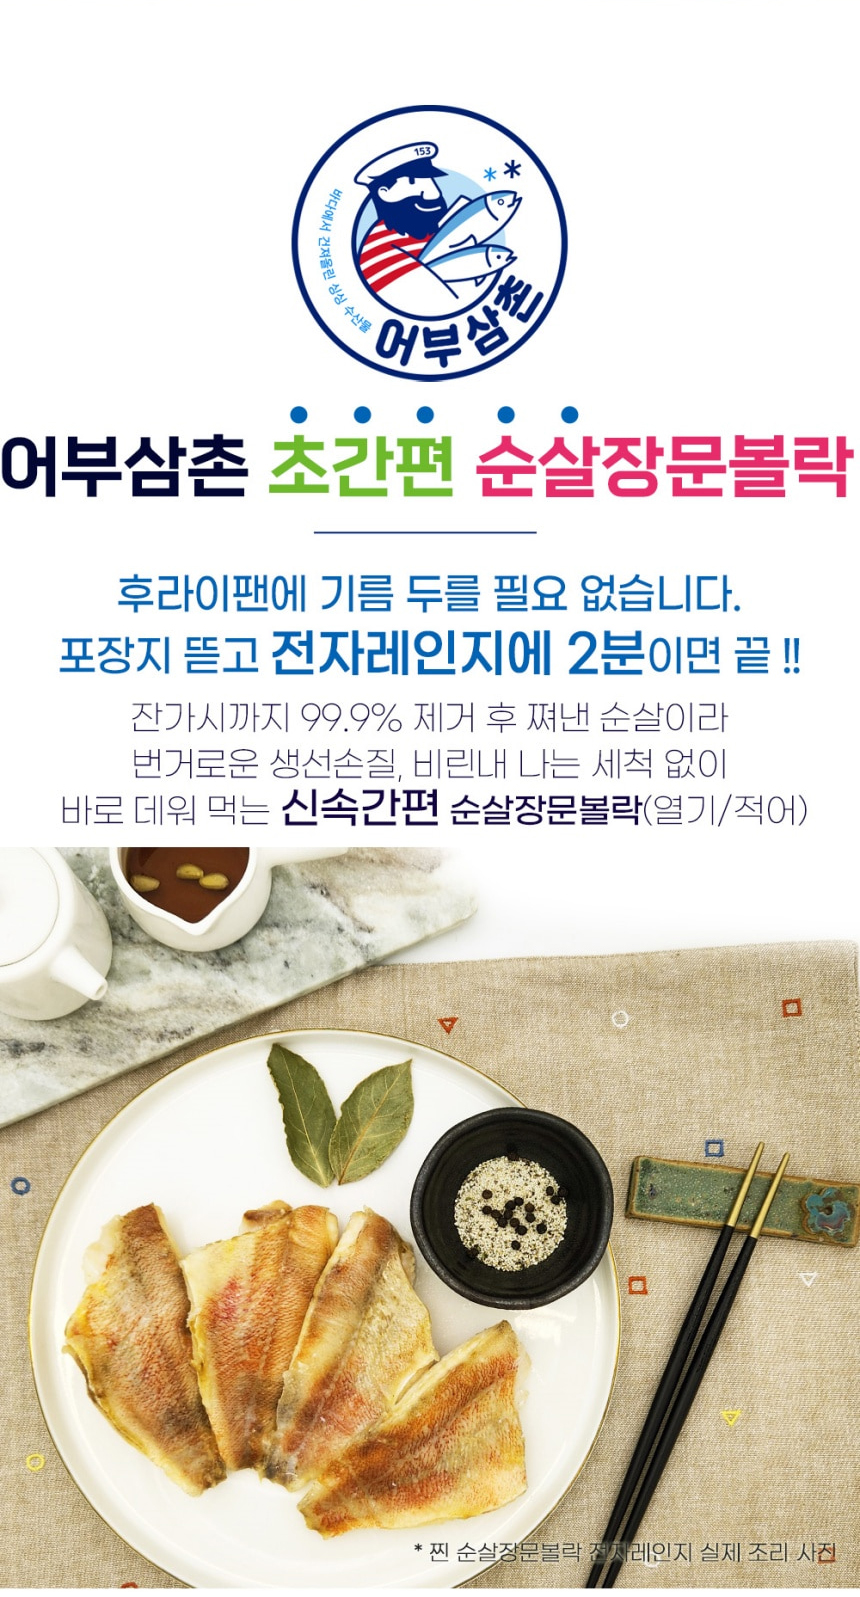 153
바다에서 건져올린 싱싱 수산물
어부삼촌
어부삼촌 초간편 순살장문볼락
후라이팬에 기름 두를 필요 없습니다.
포장지 뜯고 전자레인지에 2분이면 끝 !!
잔가시까지 99.9% 제거 후 쪄낸 순살이라
번거로운 생선손질, 비린내 나는 세척 없이
바로 데워 먹는 신속간편 순살장문볼락(열기/적어)
* 찐 순살장문볼락 전자레인지 실제 조리 사진